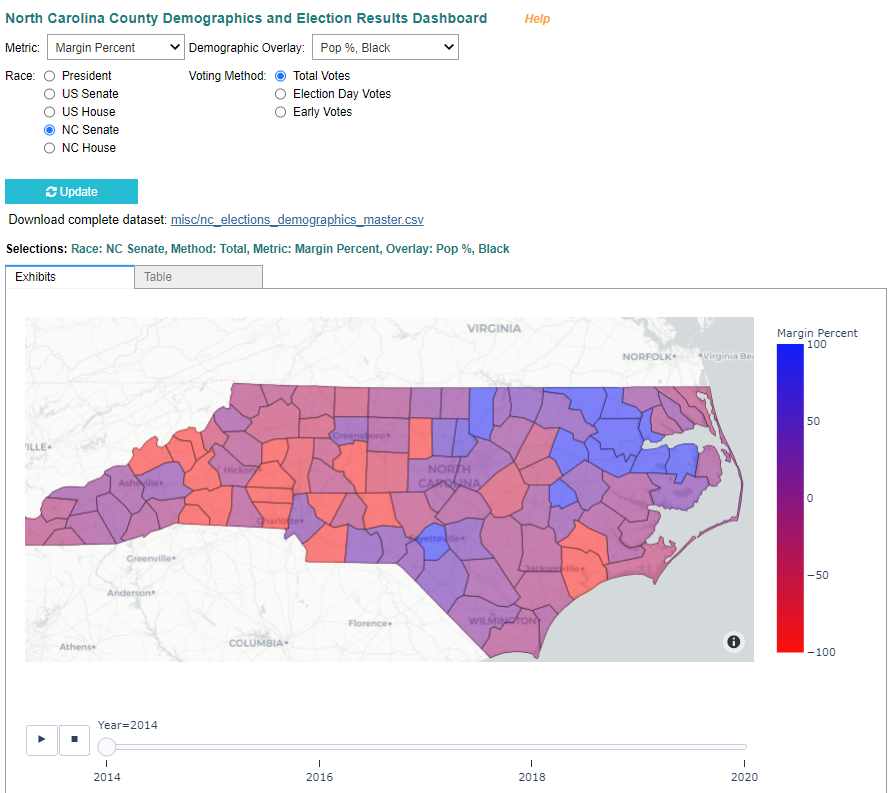 North Carolina County Demographics and Election Results Dashboard Help
Metric: Margin Percent Demographic Overlay: Pop %, Black
Race: President Voting Method: Total Votes
US Senate Election Day Votes
US House Early Votes
NC Senate
NC House
Update
Download complete dataset: misc/nc_elections_demographics_master.csv
Selections: Race: NC Senate, Method: Total, Metric: Margin Percent, Overlay: Pop %, Black
Exhibits Table
VIRGINIA
NORFOLK
Virginia Bea
Margin Percent
100
50
0
−50
−100
ILLE
Greensboro
Hickory
NORTH
CAROLINA
Asheville
Charlotte
Fayetteville
Greenville
Jacksonville
Anderson
Florence
WILMINGTON
COLUMBIA
Athens
Year=2014
2014 2016 2018 2020